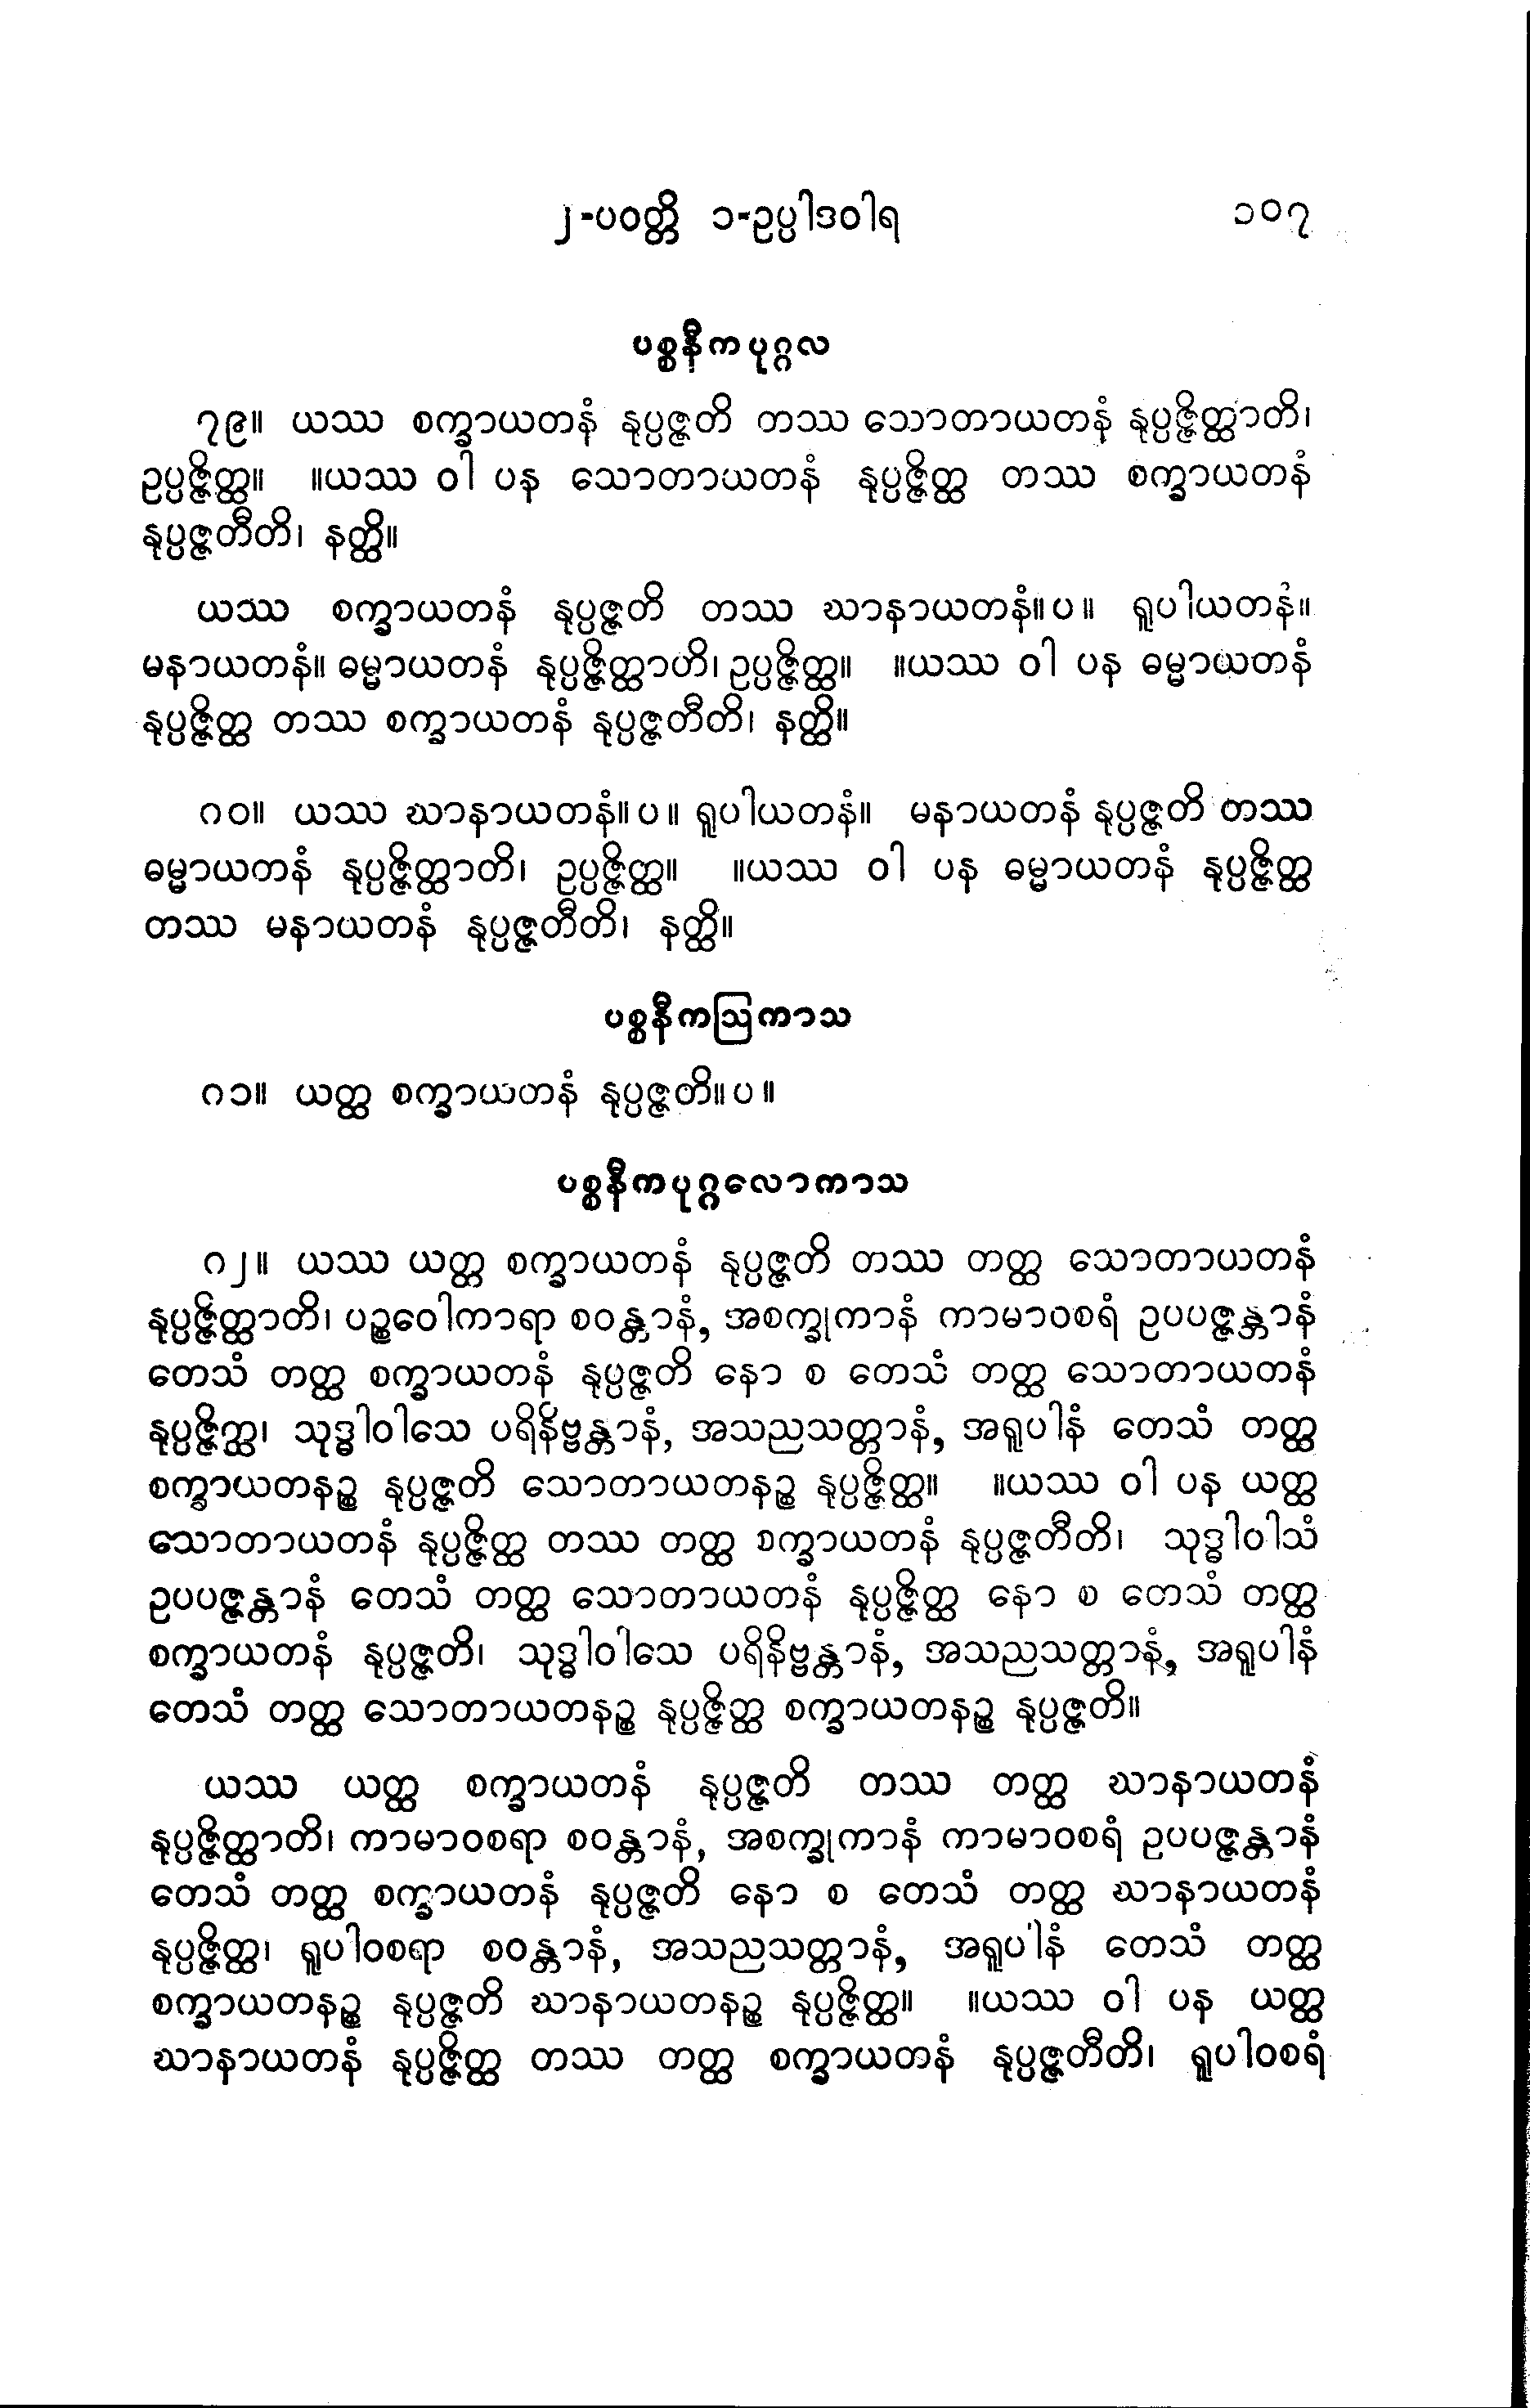 ၂-ပဝတ္တိ ၁-ဥပ္ပါဒဝါရ ၁၀၇
ပစ္စနီကပုဂ္ဂလ
၇၉။ ယဿ စက္ခာယတနံ နုပ္ပဇ္ဇတိ တဿ သောတာယတနံ နုပ္ပဇ္ဇိတ္ထာတိ၊
ဥပ္ပဇ္ဇိတ္ထ။ ။ယဿ ဝါ ပန သောတာယတနံ နုပ္ပဇ္ဇိတ္ထ တဿ စက္ခာယတနံ
နုပ္ပဇ္ဇတီတိ၊ နတ္ထိ။
ယဿ စက္ခာယတနံ နုပ္ပဇ္ဇတိ တဿ ဃာနာယတနံ။ပ။ ရူပါယတနံ။
မနာယတနံ။ ဓမ္မာယတနံ နုပ္ပဇ္ဇိတ္ထာတိ၊ ဥပ္ပဇ္ဇိတ္ထ။ ။ယဿ ဝါ ပန ဓမ္မာယတနံ
နုပ္ပဇ္ဇိတ္ထ တဿ စက္ခာယတနံ နုပ္ပဇ္ဇတီတိ၊ နတ္ထိ။
၈၀။ ယဿ ဃာနာယတနံ။ပ။ ရူပါယတနံ။ မနာယတနံ နုပ္ပဇ္ဇတိ တဿ
ဓမ္မာယတနံ နုပ္ပဇ္ဇိတ္ထာတိ၊ ဥပ္ပဇ္ဇိတ္ထ။ ။ယဿ ဝါ ပန ဓမ္မာယတနံ နုပ္ပဇ္ဇိတ္ထ
တဿ မနာယတနံ နုပ္ပဇ္ဇတီတိ၊ နတ္ထိ။
ပစ္စနီကဩကာသ
၈၁။ ယတ္ထ စက္ခာယတနံ နုပ္ပဇ္ဇတိ။ပ။
ပစ္စနီကပုဂ္ဂလောကာသ
၈၂။ ယဿ ယတ္ထ စက္ခာယတနံ နုပ္ပဇ္ဇတိ တဿ တတ္ထ သောတာယတနံ
နုပ္ပဇ္ဇိတ္ထာတိ၊ ပဉ္စဝေါကာရာ စဝန္တာနံ, အစက္ခုကာနံ ကာမာဝစရံ ဥပပဇ္ဇန္တာနံ
တေသံ တတ္ထ စက္ခာယတနံ နုပ္ပဇ္ဇတိ နော စ တေသံ တတ္ထ သောတာယတနံ
နုပ္ပဇ္ဇိတ္ထ၊ သုဒ္ဓါဝါသေ ပရိနိဗ္ဗန္တာနံ, အသညသတ္တာနံ, အရူပါနံ တေသံ တတ္ထ
စက္ခာယတနဉ္စ နုပ္ပဇ္ဇတိ သောတာယတနဉ္စ နုပ္ပဇ္ဇိတ္ထ။ ။ယဿ ဝါ ပန ယတ္ထ
သောတာယတနံ နုပ္ပဇ္ဇိတ္ထ တဿ တတ္ထ စက္ခာယတနံ နုပ္ပဇ္ဇတီတိ၊ သုဒ္ဓါဝါသံ
ဥပပဇ္ဇန္တာနံ တေသံ တတ္ထ သောတာယတနံ နုပ္ပဇ္ဇိတ္ထ နော စ တေသံ တတ္ထ
စက္ခာယတနံ နုပ္ပဇ္ဇတိ၊ သုဒ္ဓါဝါသေ ပရိနိဗ္ဗန္တာနံ, အသညသတ္တာနံ, အရူပါနံ
တေသံ တတ္ထ သောတာယတနဉ္စ နုပ္ပဇ္ဇိတ္ထ စက္ခာယတနဉ္စ နုပ္ပဇ္ဇတိ။
ယဿ ယတ္ထ စက္ခာယတနံ နုပ္ပဇ္ဇတိ တဿ တတ္ထ ဃာနာယတနံ
နုပ္ပဇ္ဇိတ္ထာတိ၊ ကာမာဝစရာ စဝန္တာနံ, အစက္ခုကာနံ ကာမာဝစရံ ဥပပဇ္ဇန္တာနံ
တေသံ တတ္ထ စက္ခာယတနံ နုပ္ပဇ္ဇတိ နော စ တေသံ တတ္ထ ဃာနာယတနံ
နုပ္ပဇ္ဇိတ္ထ၊ ရူပါဝစရာ စဝန္တာနံ, အသညသတ္တာနံ, အရူပါနံ တေသံ တတ္ထ
စက္ခာယတနဉ္စ နုပ္ပဇ္ဇတိ ဃာနာယတနဉ္စ နုပ္ပဇ္ဇိတ္ထ။ ။ယဿ ဝါ ပန ယတ္ထ
ဃာနာယတနံ နုပ္ပဇ္ဇိတ္ထ တဿ တတ္ထ စက္ခာယတနံ နုပ္ပဇ္ဇတီတိ၊ ရူပါဝစရံ